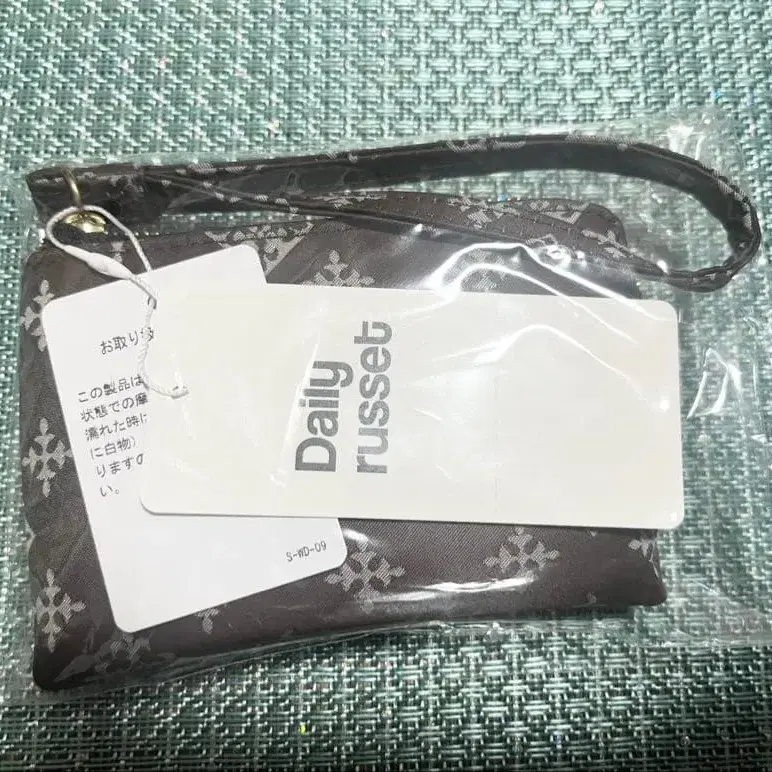 お取り扱
この製品は
状態での摩
濡れた時に
に白物)
りますの
い。
S-WD-09
Daily
russet